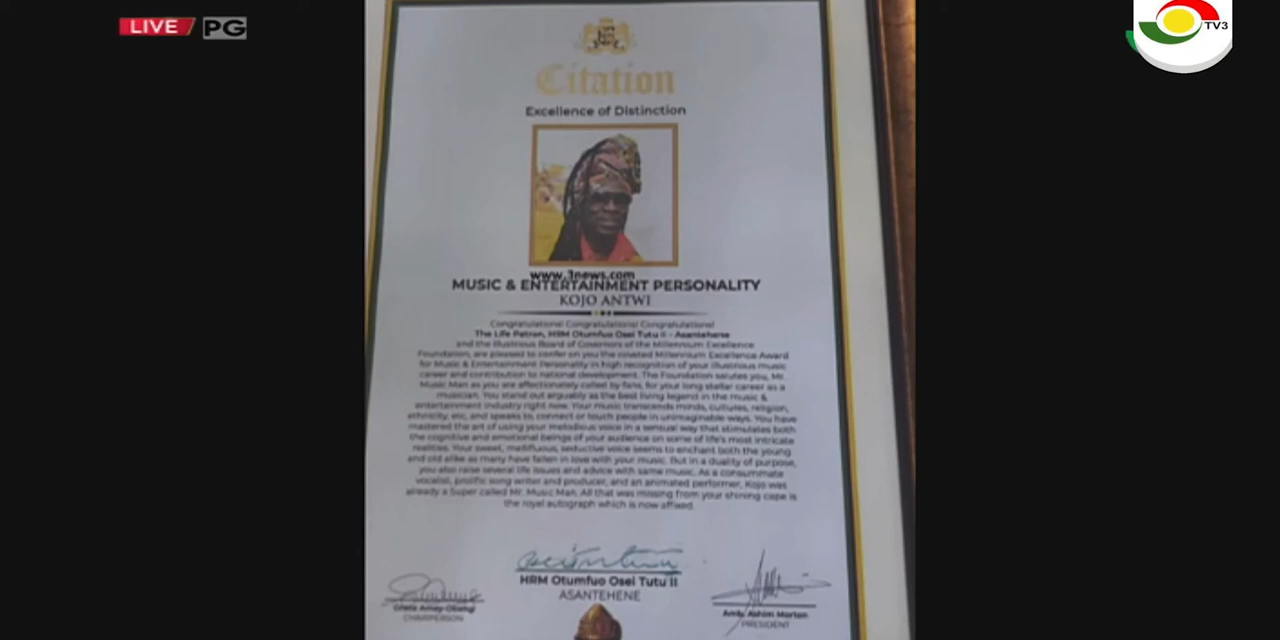 LIVE PG
TV3
Citation
Excellence of Distinction
www.3news.com
MUSIC & ENTERTAINMENT PERSONALITY
KOJO ANTWI
Congratulations! Congratulations! Congratulations!
The Life Patron, HRM Otumfuo Osei Tutu II - Asantehene
and the Illustrious Board of Governors of the Millennium Excellence
Foundation, are pleased to confer on you the coveted Millennium Excellence Award
for Music & Entertainment Personality in high recognition of your illustrious music
career and contribution to national development. The Foundation salutes you, Mr.
Music Man as you are affectionately called by fans, for your long stellar career as a
musician. You stand out arguably as the best living legend in the music &
entertainment industry right now. Your music transcends minds, cultures, religion,
ethnicity, etc, and speaks to, connect or touch people in unimaginable ways. You have
mastered the art of using your melodious voice in a sensual way that stimulates both
the cognitive and emotional beings of your audience on some of life's most intricate
realities. Your sweet, mellifluous, seductive voice seems to enchant both the young
and old alike as many have fallen in love with your music. But in a duality of purpose,
you also raise several life issues and advice with same music. As a consummate
vocalist, prolific song writer and producer, and an animated performer, Kojo was
already a Super called Mr. Music Man. All that was missing from your shining cape is
the royal autograph which is now affixed.
HRM Otumfuo Osei Tutu II
ASANTEHENE
CHAIRPERSON
Amb. Ashim Morton
PRESIDENT